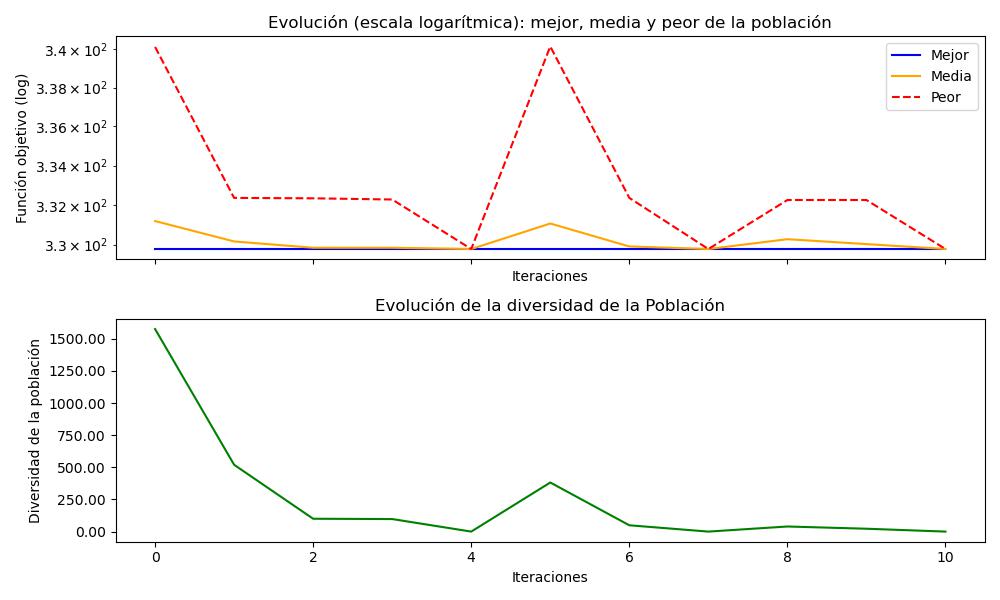 Evolución (escala logarítmica): mejor, media y peor de la población
Función objetivo (log)
3.4 × 10²
3.38 × 10²
3.36 × 10²
3.34 × 10²
3.32 × 10²
3.3 × 10²
Mejor
Media
Peor
Iteraciones
Evolución de la diversidad de la Población
Diversidad de la población
1500.00
1250.00
1000.00
750.00
500.00
250.00
0.00
0 2 4 6 8 10
Iteraciones